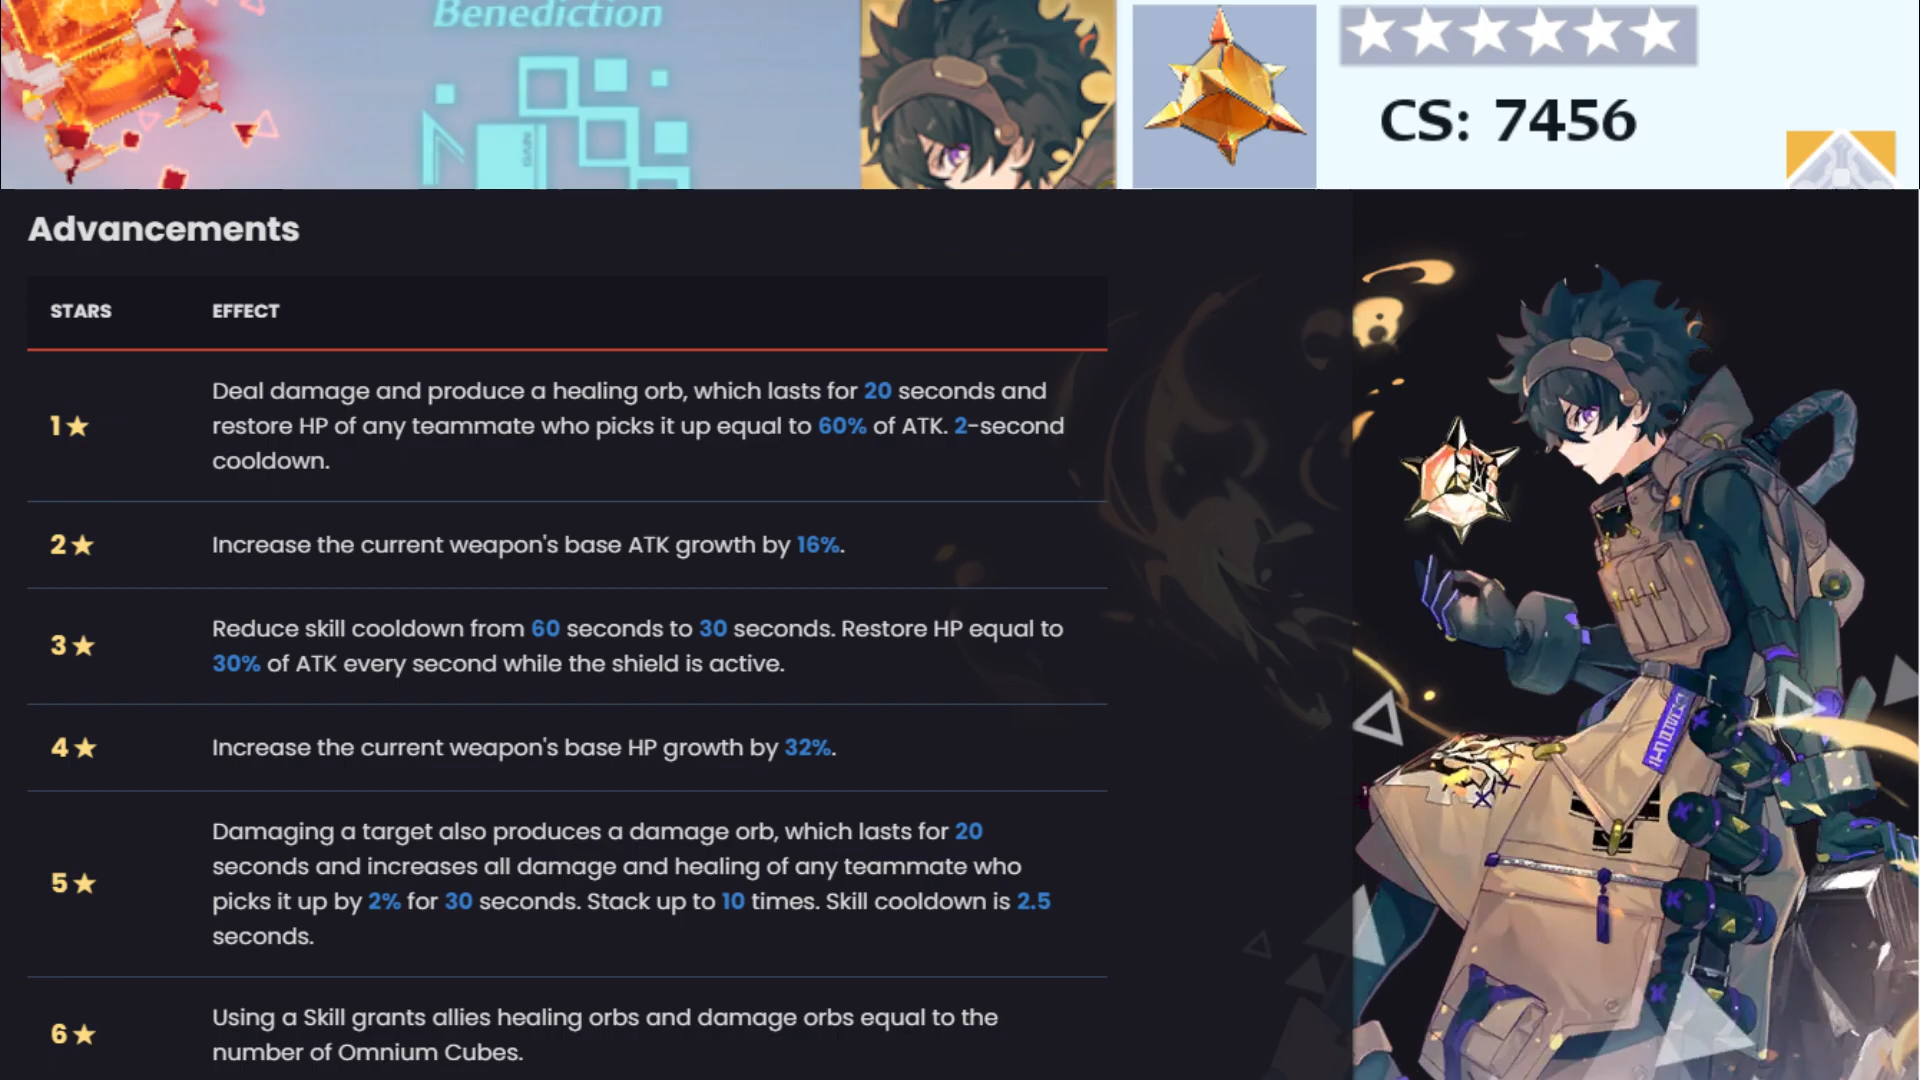 Benediction
CS: 7456
Advancements
STARS EFFECT
1★ Deal damage and produce a healing orb, which lasts for 20 seconds and
restore HP of any teammate who picks it up equal to 60% of ATK. 2-second
cooldown.
2★ Increase the current weapon's base ATK growth by 16%.
3★ Reduce skill cooldown from 60 seconds to 30 seconds. Restore HP equal to
30% of ATK every second while the shield is active.
4★ Increase the current weapon's base HP growth by 32%.
5★ Damaging a target also produces a damage orb, which lasts for 20
seconds and increases all damage and healing of any teammate who
picks it up by 2% for 30 seconds. Stack up to 10 times. Skill cooldown is 2.5
seconds.
6★ Using a Skill grants allies healing orbs and damage orbs equal to the
number of Omnium Cubes.